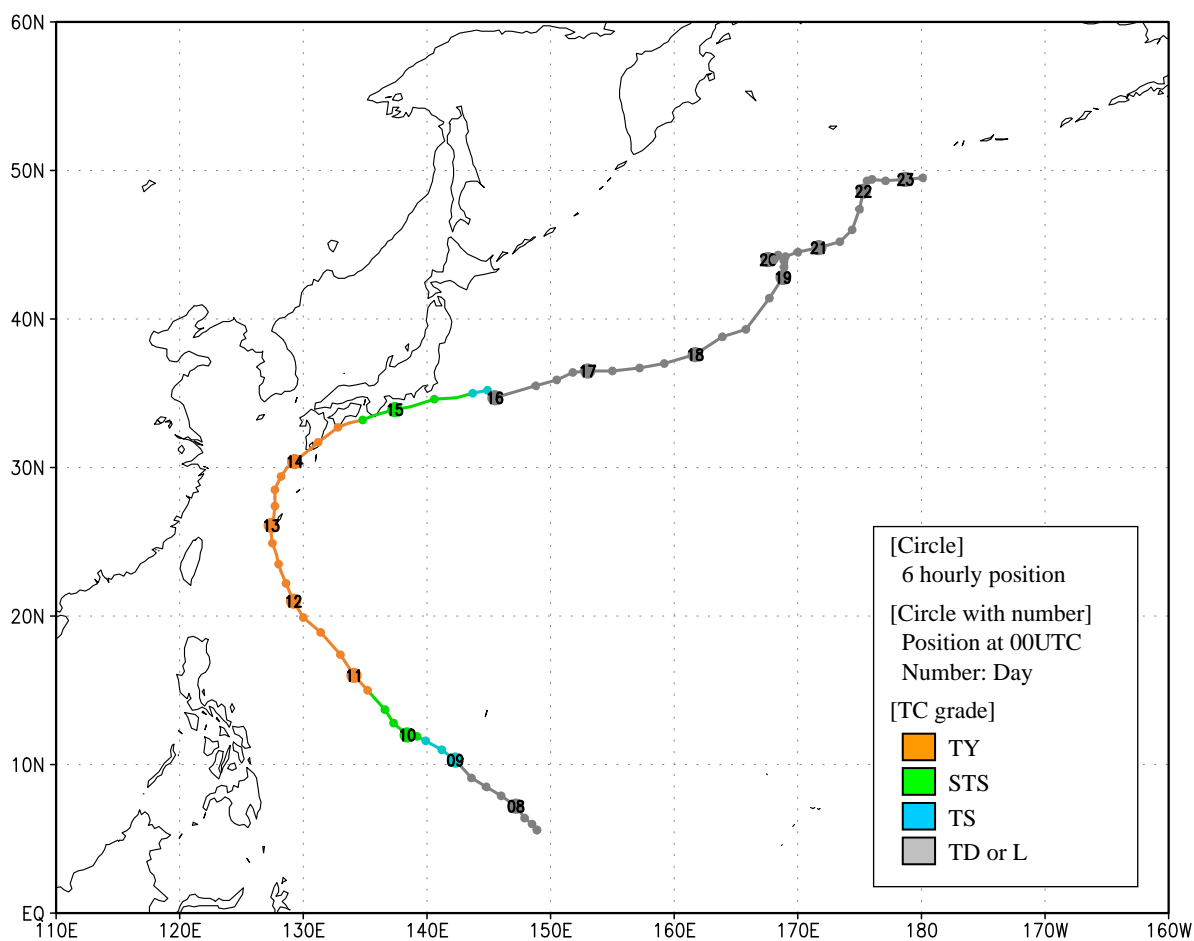 60N
50N
40N
30N
20N
10N
EQ
110E 120E 130E 140E 150E 160E 170E 180 170W 160W
23
22
21
20
19
18
17
16
15
14
13
12
11
10
09
08
[Circle]
6 hourly position
[Circle with number]
Position at 00UTC
Number: Day
[TC grade]
TY
STS
TS
TD or L